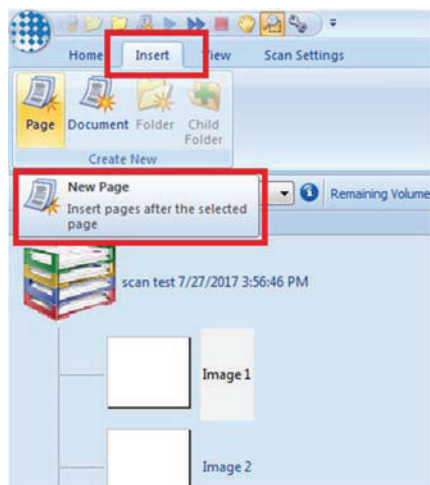 Home Insert View Scan Settings
Page Document Folder Child
Folder
Create New
New Page
Insert pages after the selected
page
Remaining Volume
scan test 7/27/2017 3:56:46 PM
Image 1
Image 2